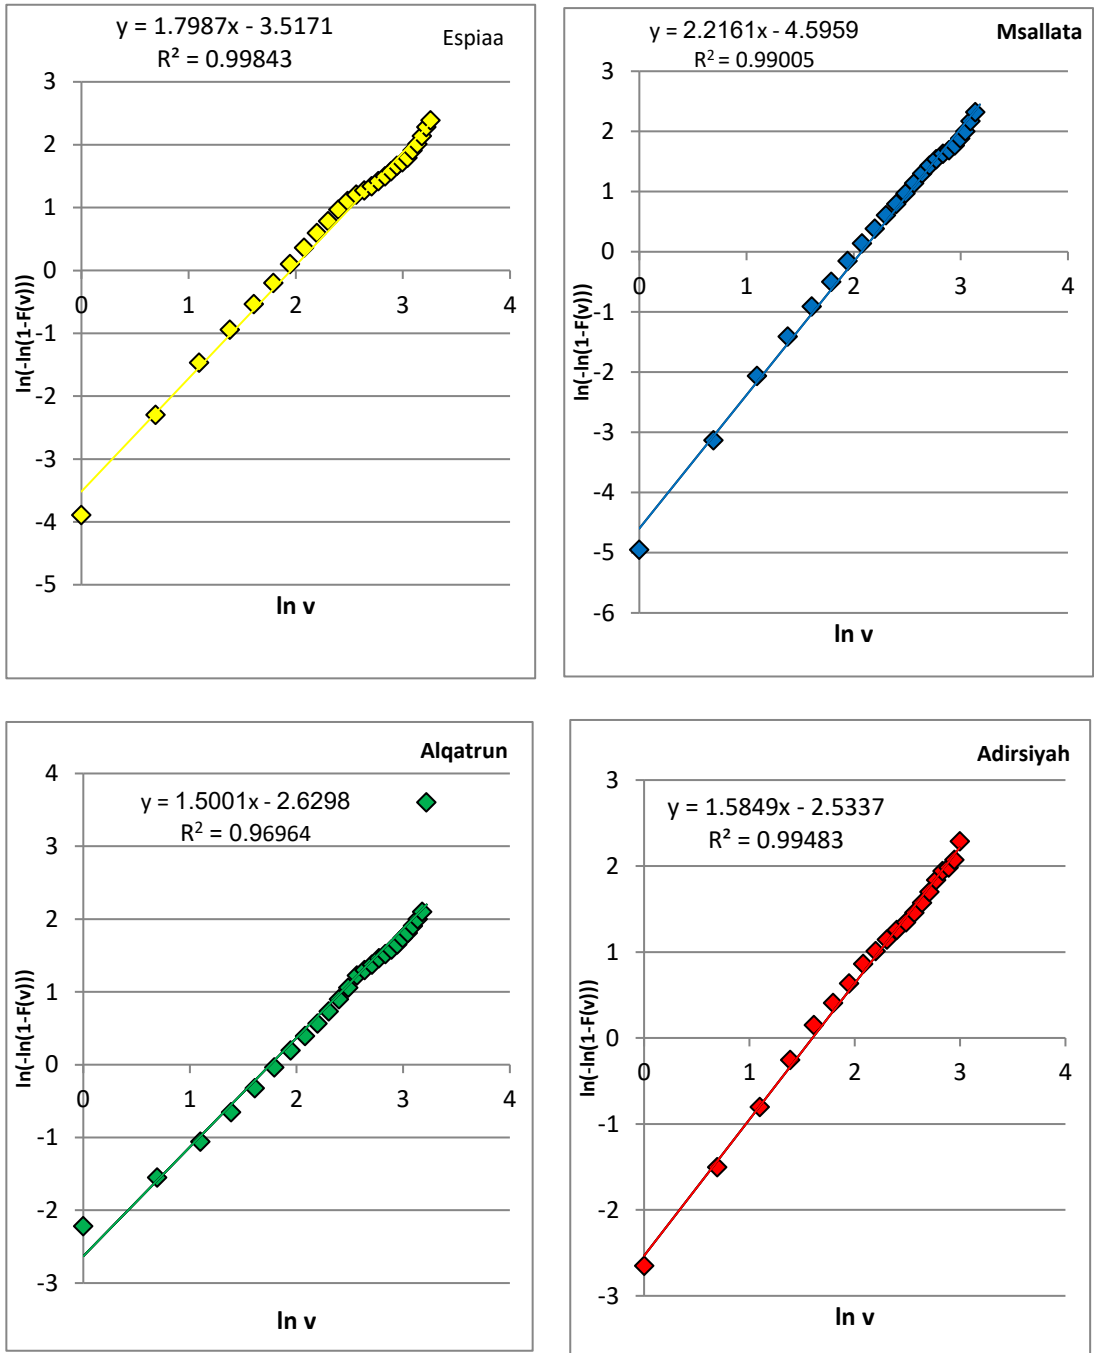 y = 1.7987x - 3.5171
R² = 0.99843
Espiaa
3
2
1
0
-1
-2
-3
-4
-5
0 1 2 3 4
ln(-ln(1-F(v)))
ln v
y = 2.2161x - 4.5959
R² = 0.99005
Msallata
3
2
1
0
-1
-2
-3
-4
-5
-6
0 1 2 3 4
ln(-ln(1-F(v)))
ln v
Alqatrun
y = 1.5001x - 2.6298
R² = 0.96964
4
3
2
1
0
-1
-2
-3
0 1 2 3 4
ln(-ln(1-F(v)))
ln v
Adirsiyah
y = 1.5849x - 2.5337
R² = 0.99483
3
2
1
0
-1
-2
-3
0 1 2 3 4
ln(-ln(1-F(v)))
ln v